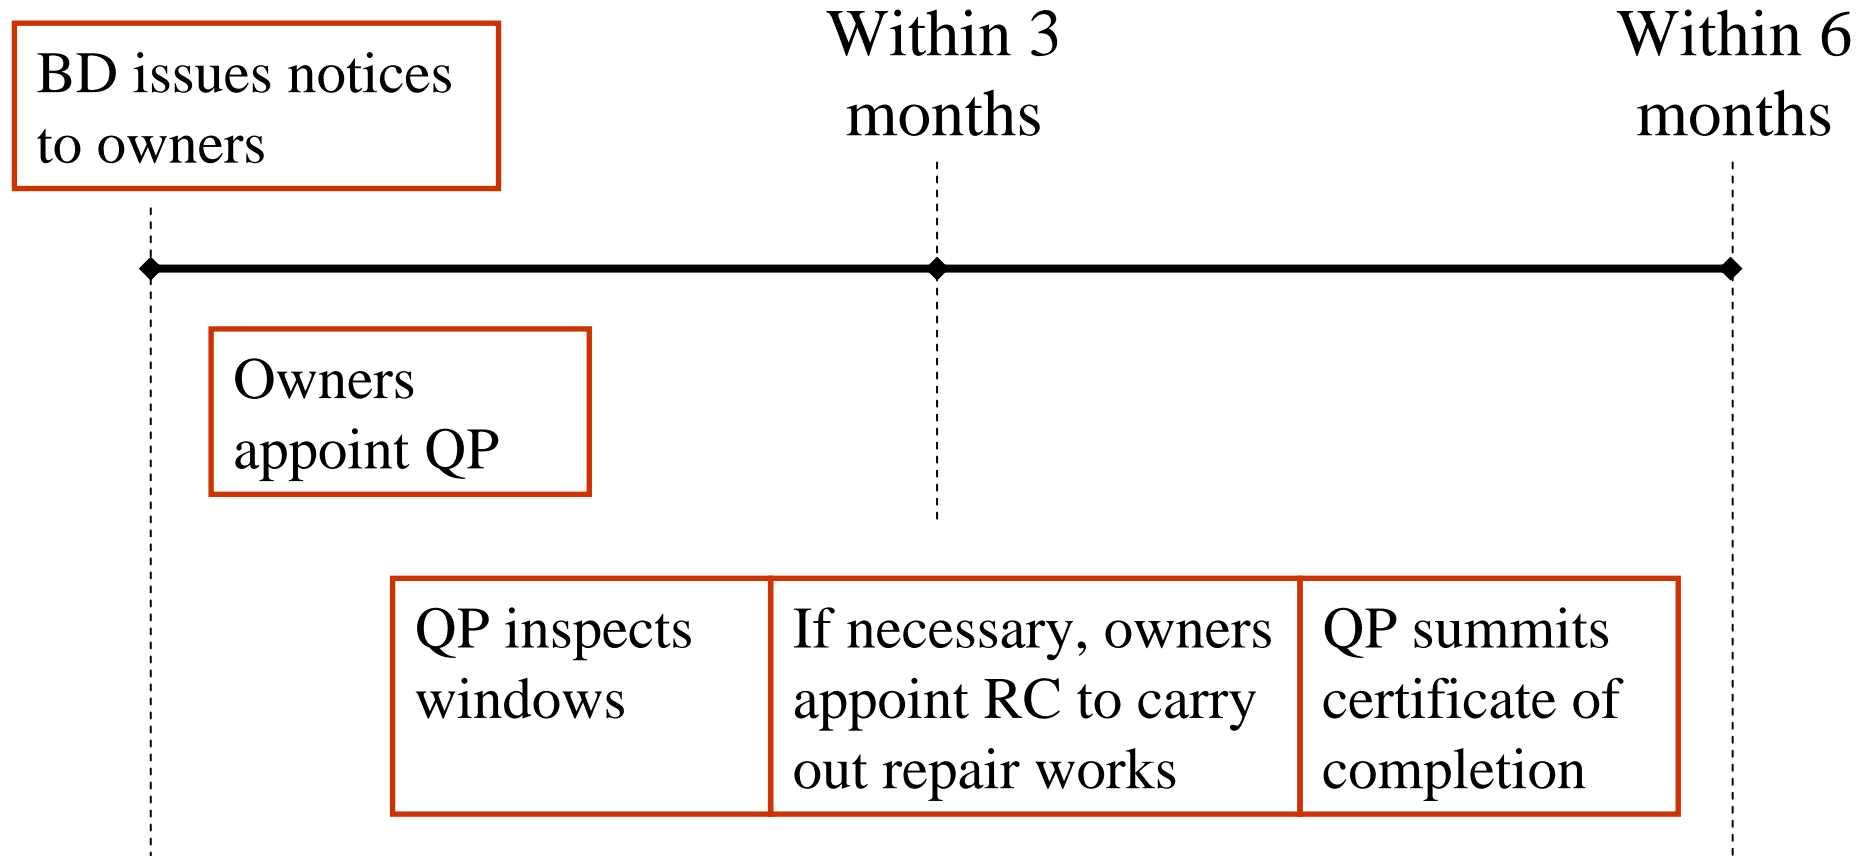 BD issues notices
to owners
Within 3
months
Within 6
months
Owners
appoint QP
QP inspects
windows
If necessary, owners
appoint RC to carry
out repair works
QP summits
certificate of
completion